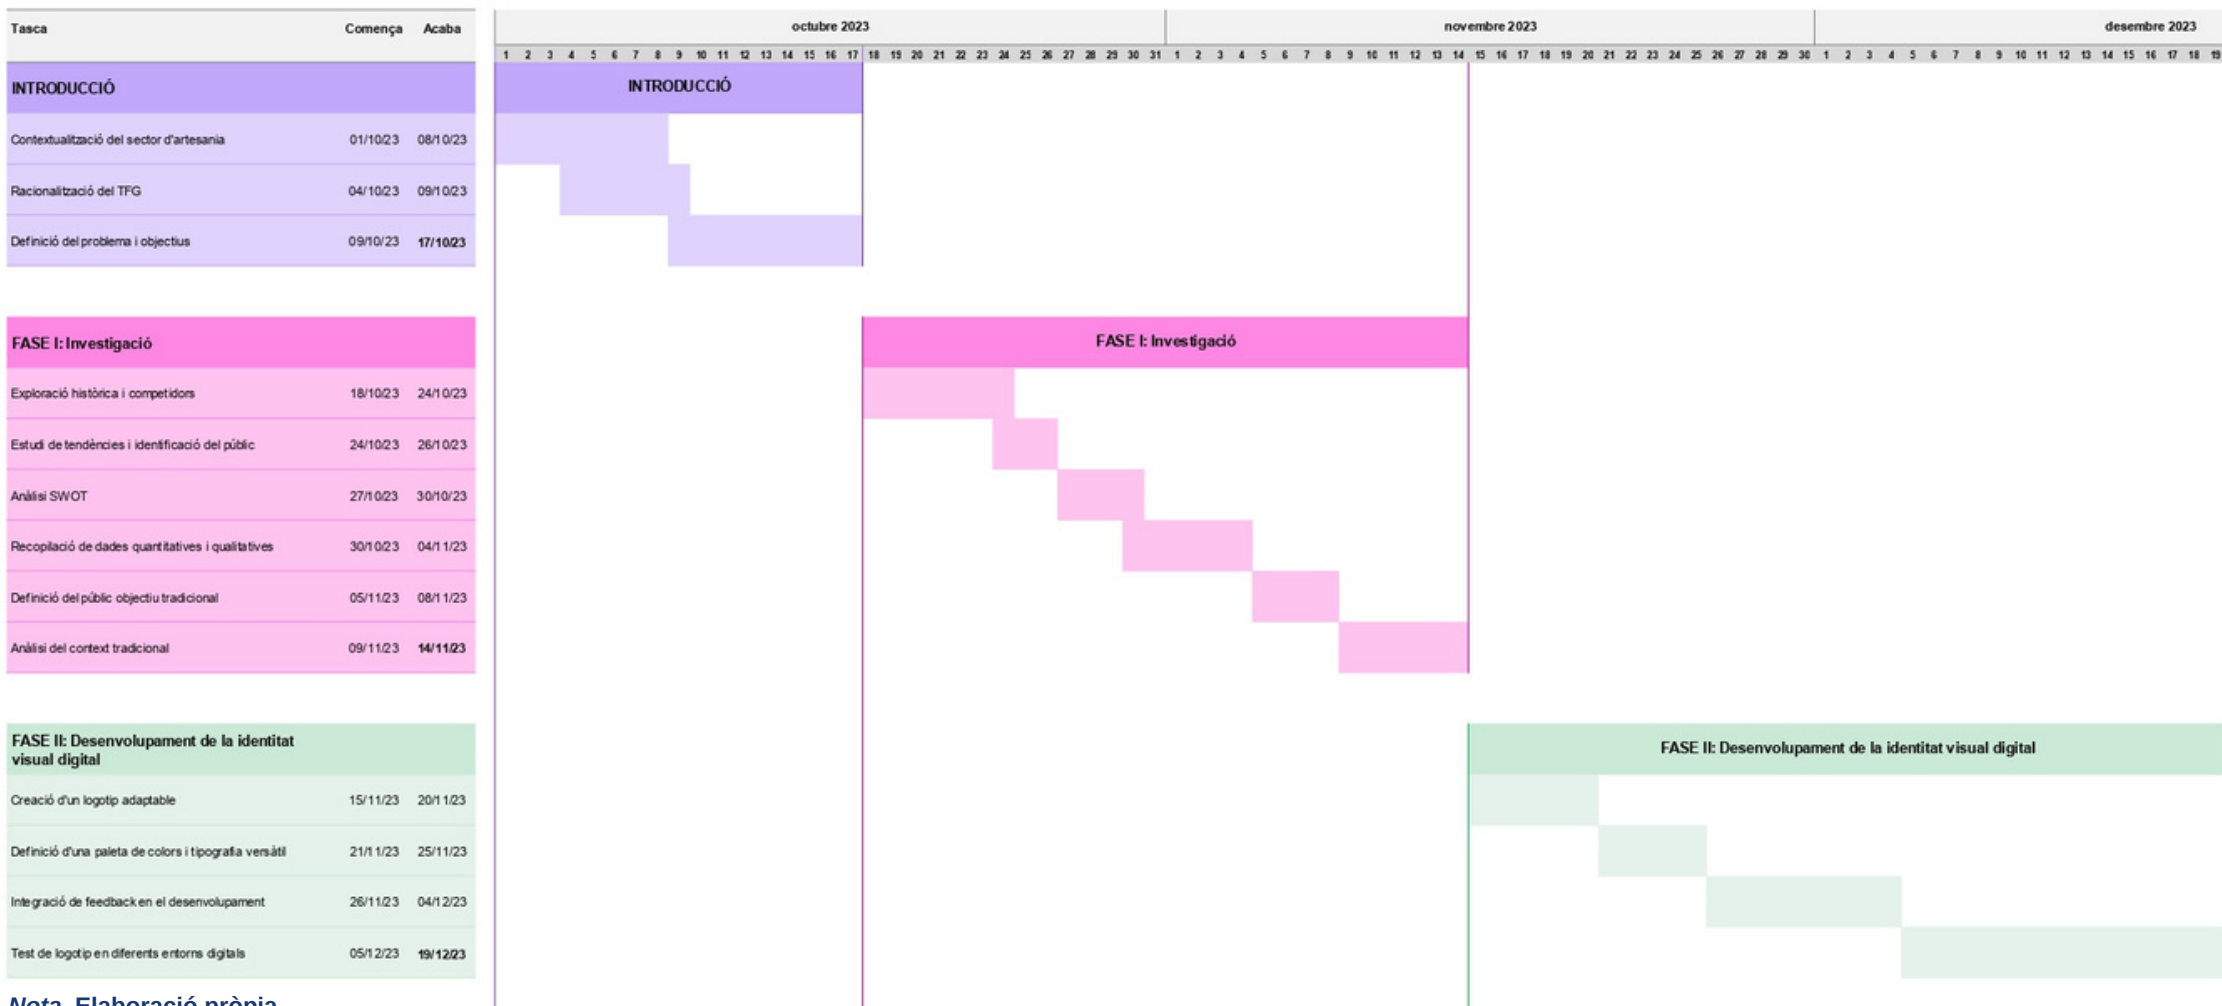 Tasca Comença Acaba octubre 2023 novembre 2023 desembre 2023
1 2 3 4 5 6 7 8 9 10 11 12 13 14 15 16 17 18 19 20 21 22 23 24 25 26 27 28 29 30 31 1 2 3 4 5 6 7 8 9 10 11 12 13 14 15 16 17 18 19 20 21 22 23 24 25 26 27 28 29 30 1 2 3 4 5 6 7 8 9 10 11 12 13 14 15 16 17 18 19
INTRODUCCIÓ INTRODUCCIÓ
Contextualització del sector d'artesania 01/10/23 08/10/23
Racionalització del TFG 04/10/23 09/10/23
Definició del problema i objectius 09/10/23 17/10/23
FASE I: Investigació FASE I: Investigació
Exploració històrica i competidors 18/10/23 24/10/23
Estudi de tendències i identificació del públic 24/10/23 26/10/23
Anàlisi SWOT 27/10/23 30/10/23
Recopilació de dades quantitatives i qualitatives 30/10/23 04/11/23
Definició del públic objectiu tradicional 05/11/23 08/11/23
Anàlisi del context tradicional 09/11/23 14/11/23
FASE II: Desenvolupament de la identitat
visual digital
FASE II: Desenvolupament de la identitat visual digital
Creació d'un logotip adaptable 15/11/23 20/11/23
Definició d'una paleta de colors i tipografia versàtil 21/11/23 25/11/23
Integració de feedback en el desenvolupament 26/11/23 04/12/23
Test de logotip en diferents entorns digitals 05/12/23 19/12/23
Nota. Elaboració pròpia